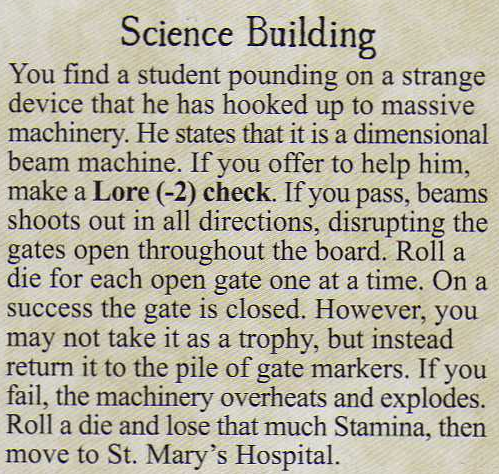 Science Building
You find a student pounding on a strange
device that he has hooked up to massive
machinery. He states that it is a dimensional
beam machine. If you offer to help him,
make a Lore (-2) check. If you pass, beams
shoots out in all directions, disrupting the
gates open throughout the board. Roll a
die for each open gate one at a time. On a
success the gate is closed. However, you
may not take it as a trophy, but instead
return it to the pile of gate markers. If you
fail, the machinery overheats and explodes.
Roll a die and lose that much Stamina, then
move to St. Mary's Hospital.